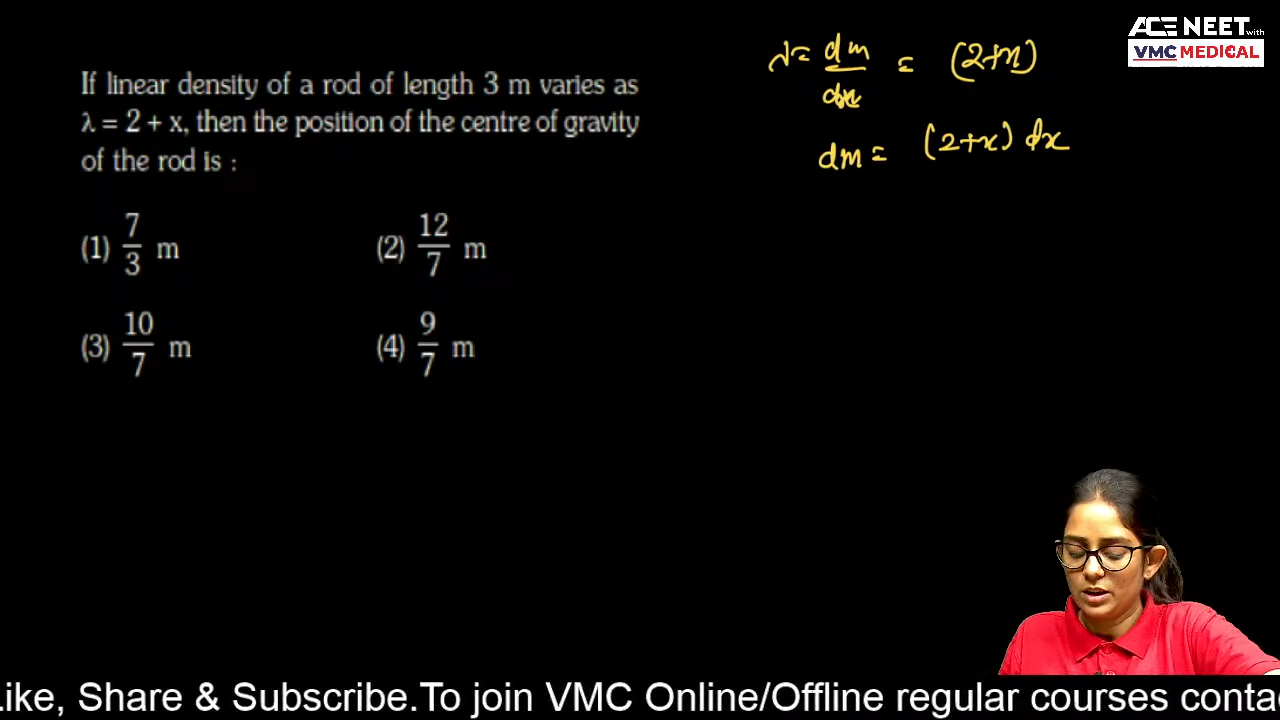 If linear density of a rod of length 3 m varies as
λ = 2 + x, then the position of the centre of gravity
of the rod is :
(1) 7/3 m
(2) 12/7 m
(3) 10/7 m
(4) 9/7 m
λ = dm/dx = (2+x)
dm = (2+x) dx
ACE NEET with
VMC MEDICAL
Like, Share & Subscribe.To join VMC Online/Offline regular courses conta